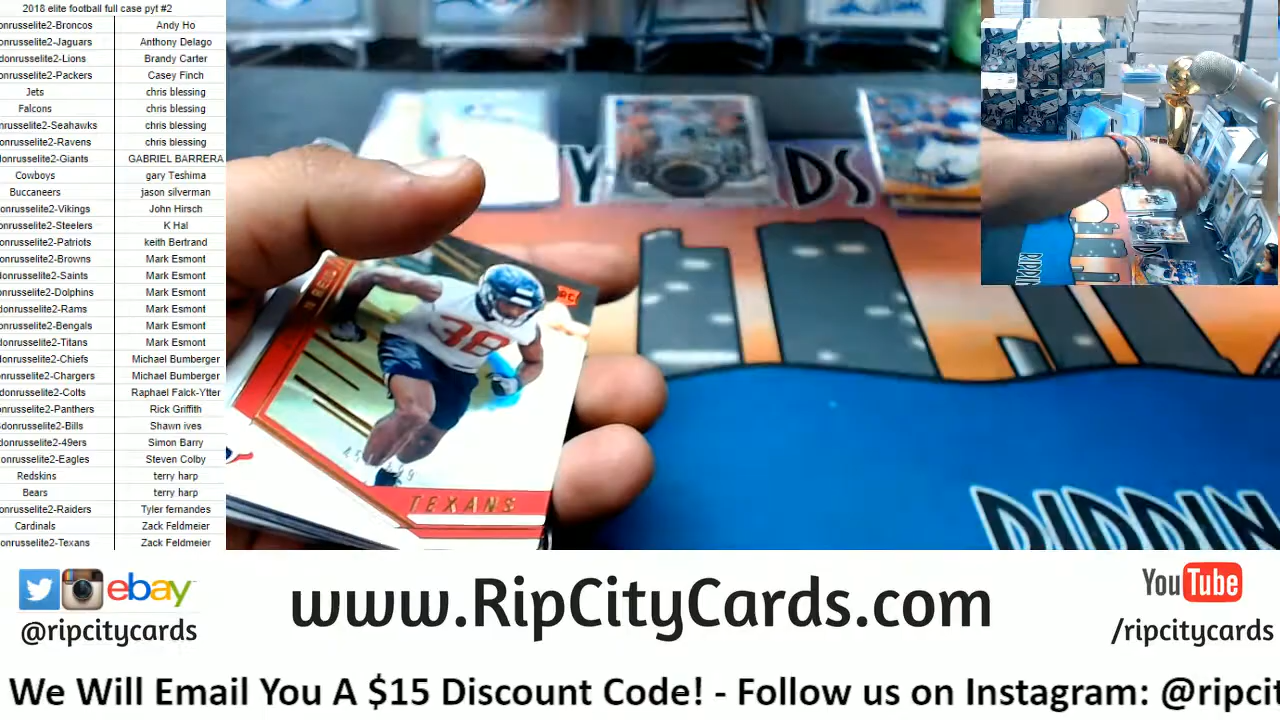 2018 elite football full case pyt #2
onrusselite2-Broncos Andy Ho
onrusselite2-Jaguars Anthony Delago
donrusselite2-Lions Brandy Carter
onrusselite2-Packers Casey Finch
Jets chris blessing
Falcons chris blessing
nrusselite2-Seahawks chris blessing
onrusselite2-Ravens chris blessing
lonrusselite2-Giants GABRIEL BARRERA
Cowboys gary Teshima
Buccaneers jason silverman
onrusselite2-Vikings John Hirsch
onrusselite2-Steelers K Hal
onrusselite2-Patriots keith Bertrand
onrusselite2-Browns Mark Esmont
donrusselite2-Saints Mark Esmont
onrusselite2-Dolphins Mark Esmont
donrusselite2-Rams Mark Esmont
onrusselite2-Bengals Mark Esmont
donrusselite2-Titans Mark Esmont
lonrusselite2-Chiefs Michael Bumberger
onrusselite2-Chargers Michael Bumberger
donrusselite2-Colts Raphael Falck-Ytter
onrusselite2-Panthers Rick Griffith
donrusselite2-Bills Shawn ives
donrusselite2-49ers Simon Barry
onrusselite2-Eagles Steven Colby
Redskins terry harp
Bears terry harp
onrusselite2-Raiders Tyler fernandes
Cardinals Zack Feldmeier
onrusselite2-Texans Zack Feldmeier
Y DS
RC
38
TEXANS
RIPPIN
ebay
@ripcitycards
www.RipCityCards.com
YouTube
/ripcitycards
We Will Email You A $15 Discount Code! - Follow us on Instagram: @ripcit